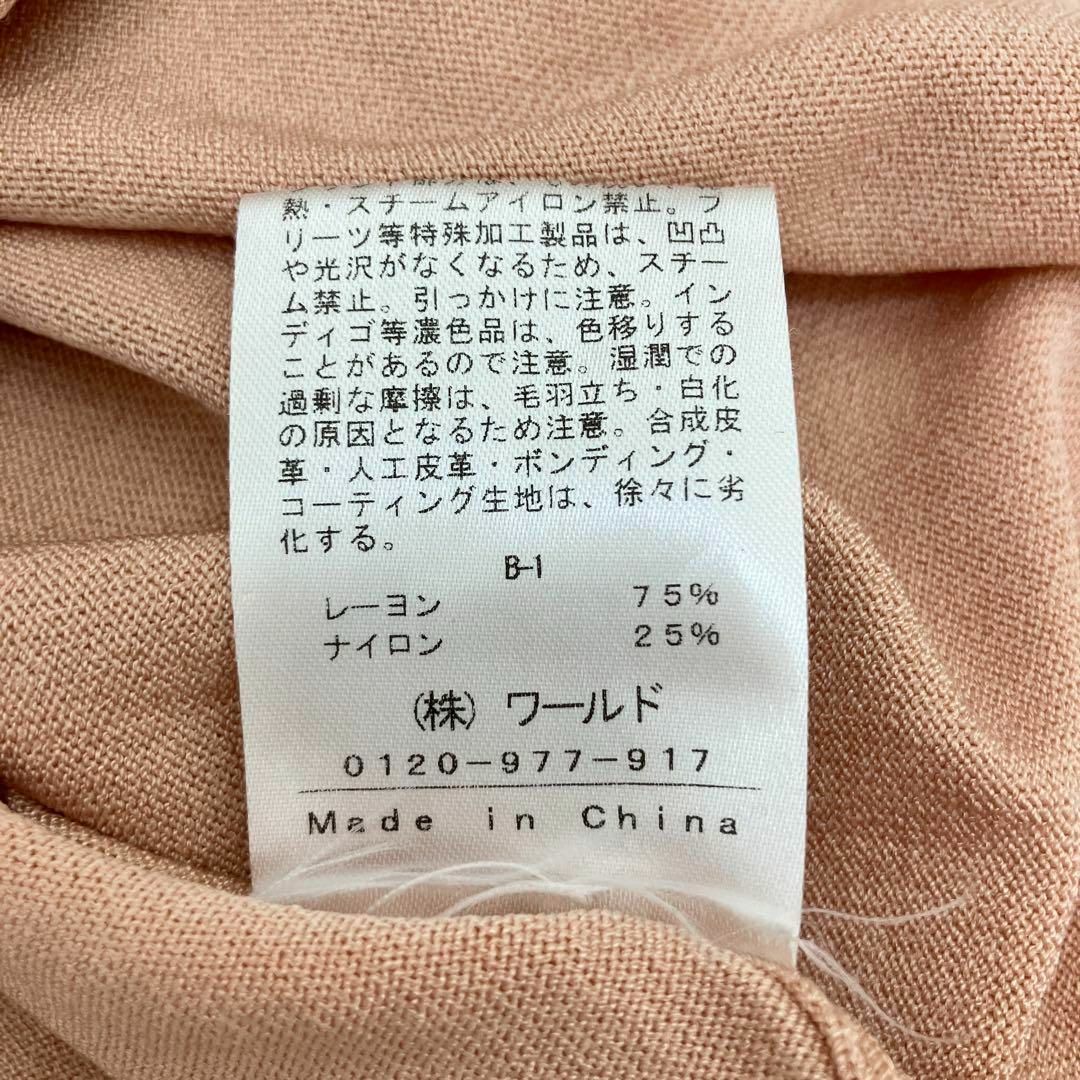 熱・スチームアイロン禁止。プ
リーツ等特殊加工製品は、凹凸
や光沢がなくなるため、スチー
ム禁止。引っかけに注意。イン
ディゴ等濃色品は、色移りする
ことがあるので注意。湿潤での
過剰な摩擦は、毛羽立ち・白化
の原因となるため注意。合成皮
革・人工皮革・ボンディング・
コーティング生地は、徐々に劣
化する。
B-1
レーヨン 75%
ナイロン 25%
(株) ワールド
0120-977-917
Made in China